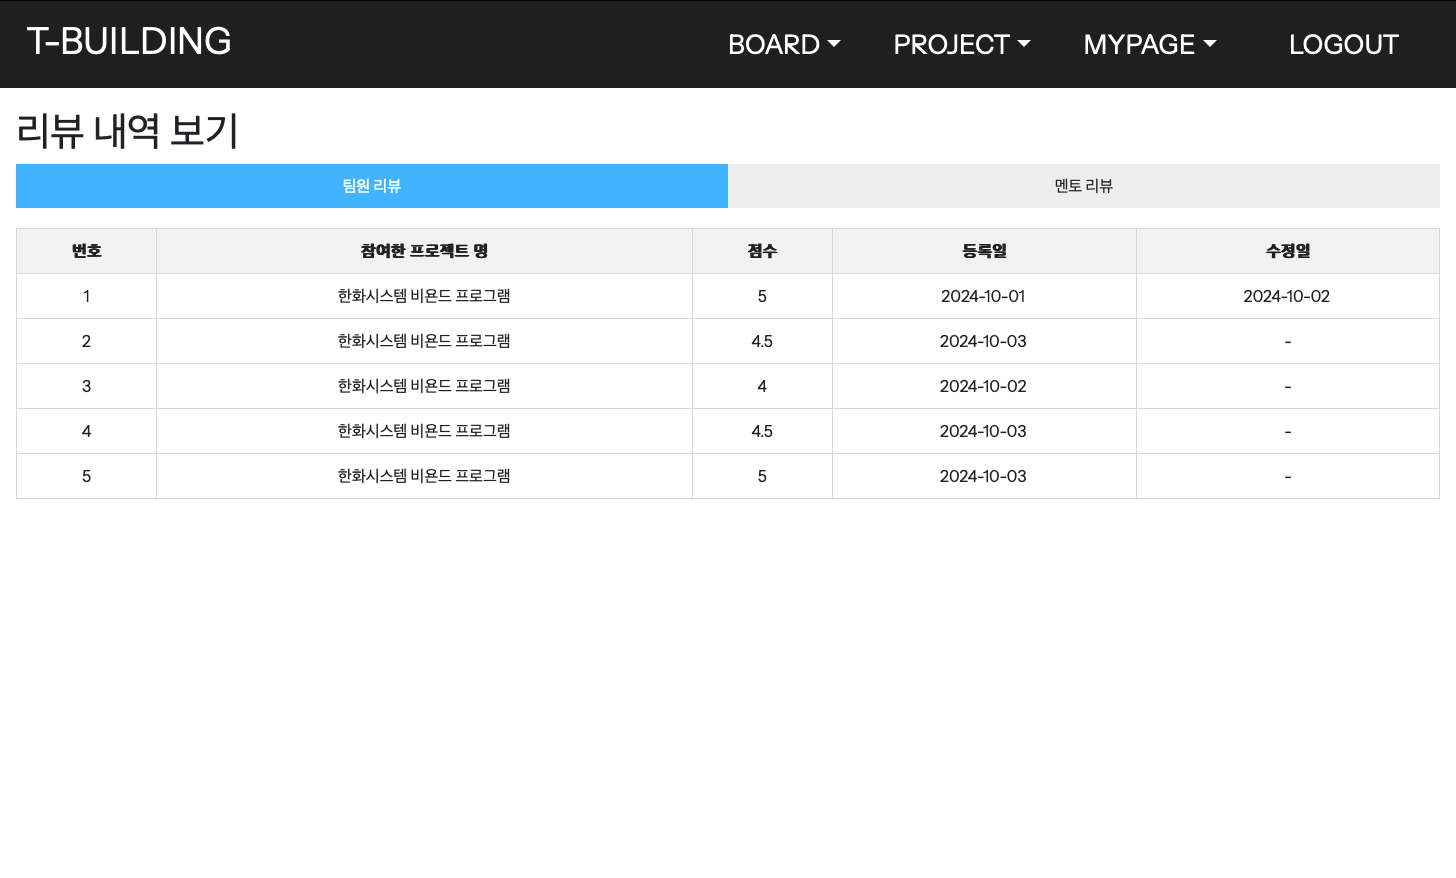 T-BUILDING BOARD PROJECT MYPAGE LOGOUT
리뷰 내역 보기
팀원 리뷰 멘토 리뷰
번호 참여한 프로젝트 명 점수 등록일 수정일
1 한화시스템 비욘드 프로그램 5 2024-10-01 2024-10-02
2 한화시스템 비욘드 프로그램 4.5 2024-10-03 -
3 한화시스템 비욘드 프로그램 4 2024-10-02 -
4 한화시스템 비욘드 프로그램 4.5 2024-10-03 -
5 한화시스템 비욘드 프로그램 5 2024-10-03 -